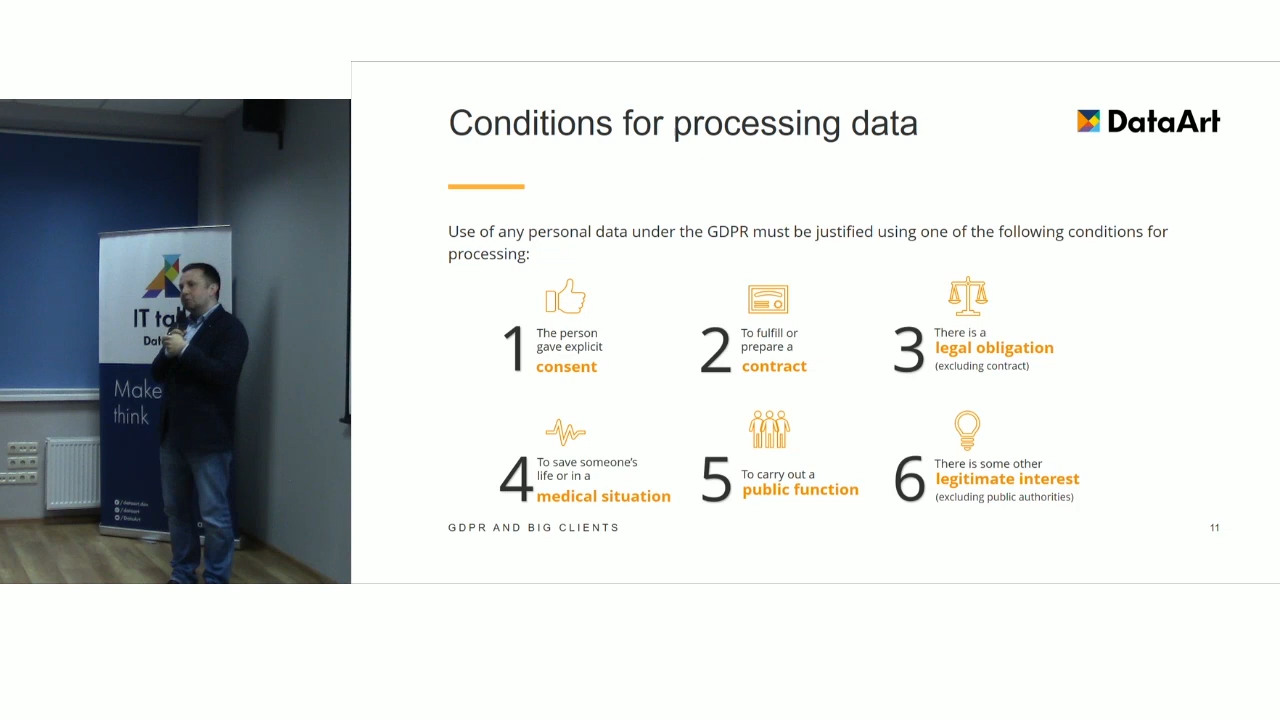 Conditions for processing data
DataArt
Use of any personal data under the GDPR must be justified using one of the following conditions for
processing:
1
The person
gave explicit
consent
2
To fulfill or
prepare a
contract
3
There is a
legal obligation
(excluding contract)
4
To save someone's
life or in a
medical situation
5
To carry out a
public function
6
There is some other
legitimate interest
(excluding public authorities)
GDPR AND BIG CLIENTS
11
IT
Make
think